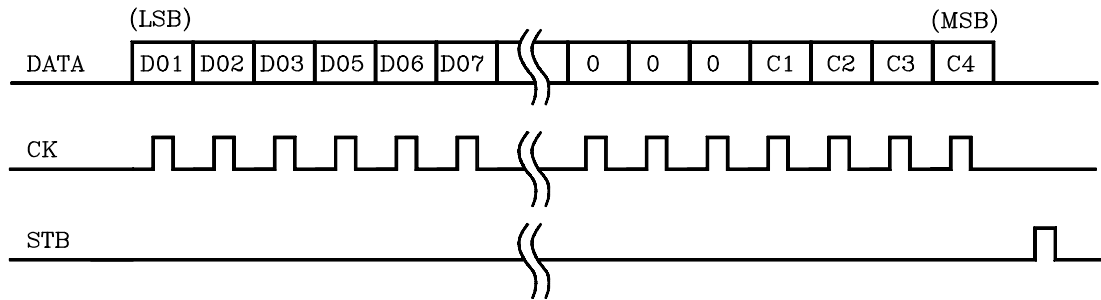 (LSB) (MSB)
DATA D01 D02 D03 D05 D06 D07 0 0 0 C1 C2 C3 C4
CK
STB